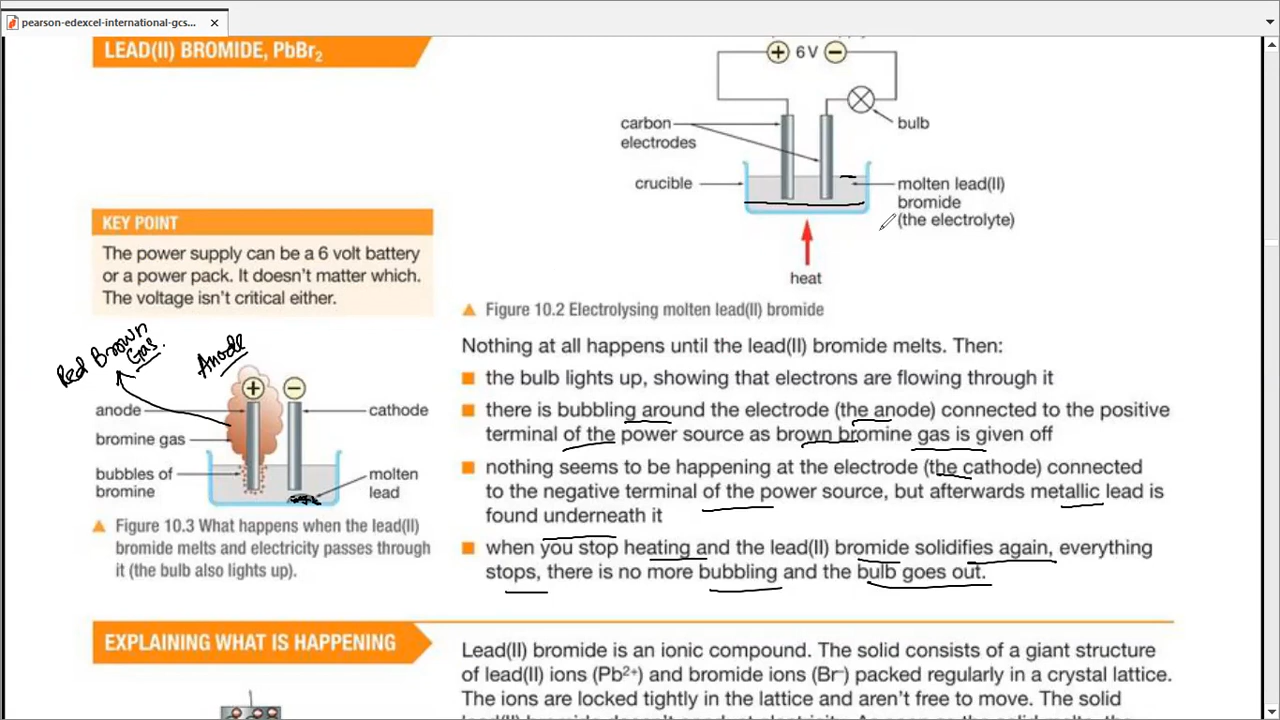 pearson-edexcel-international-gcs...
LEAD(II) BROMIDE, PbBr₂
+ 6 V −
carbon
electrodes
bulb
crucible
molten lead(II)
bromide
(the electrolyte)
heat
Figure 10.2 Electrolysing molten lead(II) bromide
KEY POINT
The power supply can be a 6 volt battery
or a power pack. It doesn't matter which.
The voltage isn't critical either.
Red Brown
Gas.
Anode
+ −
anode
cathode
bromine gas
bubbles of
bromine
molten
lead
Figure 10.3 What happens when the lead(II)
bromide melts and electricity passes through
it (the bulb also lights up).
Nothing at all happens until the lead(II) bromide melts. Then:
the bulb lights up, showing that electrons are flowing through it
there is bubbling around the electrode (the anode) connected to the positive
terminal of the power source as brown bromine gas is given off
nothing seems to be happening at the electrode (the cathode) connected
to the negative terminal of the power source, but afterwards metallic lead is
found underneath it
when you stop heating and the lead(II) bromide solidifies again, everything
stops, there is no more bubbling and the bulb goes out.
EXPLAINING WHAT IS HAPPENING
Lead(II) bromide is an ionic compound. The solid consists of a giant structure
of lead(II) ions (Pb²⁺) and bromide ions (Br⁻) packed regularly in a crystal lattice.
The ions are locked tightly in the lattice and aren't free to move. The solid